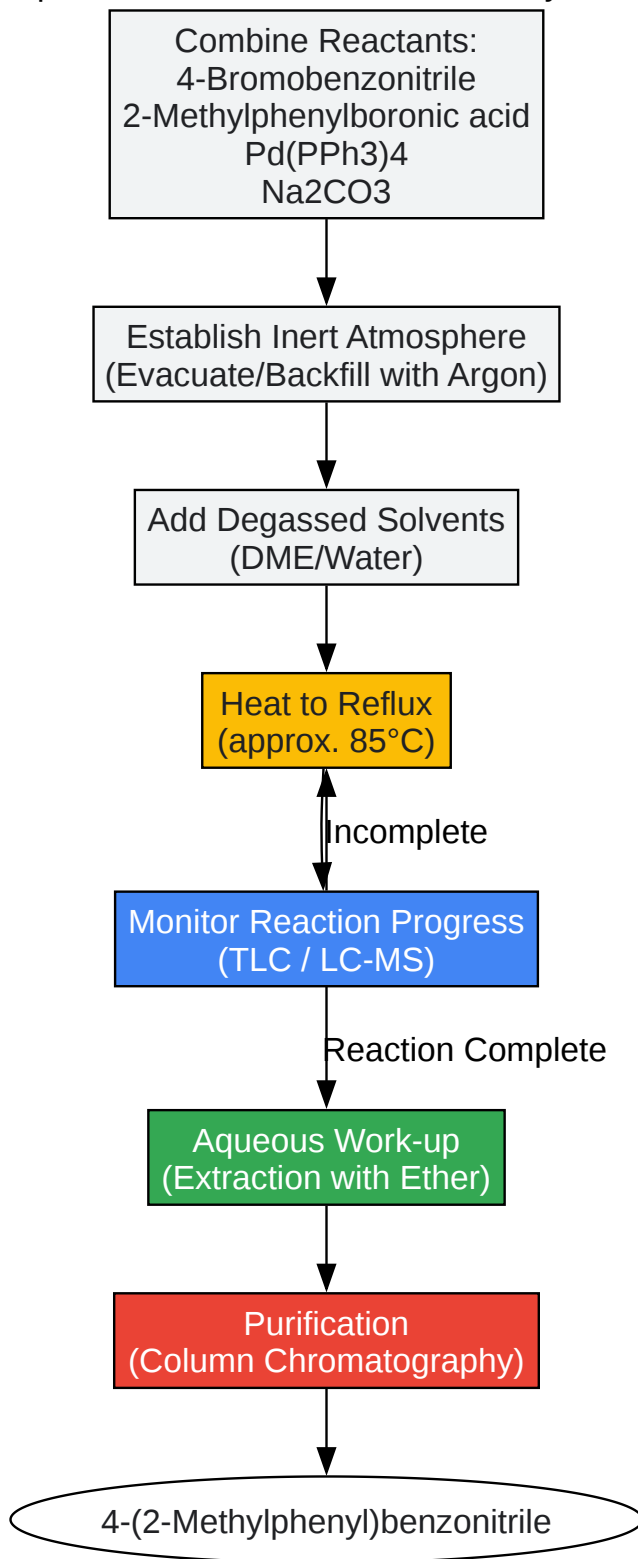 Combine Reactants:
4-Bromobenzonitrile
2-Methylphenylboronic acid
Pd(PPh3)4
Na2CO3
Establish Inert Atmosphere
(Evacuate/Backfill with Argon)
Add Degassed Solvents
(DME/Water)
Heat to Reflux
(approx. 85°C)
Incomplete
Monitor Reaction Progress
(TLC / LC-MS)
Reaction Complete
Aqueous Work-up
(Extraction with Ether)
Purification
(Column Chromatography)
4-(2-Methylphenyl)benzonitrile